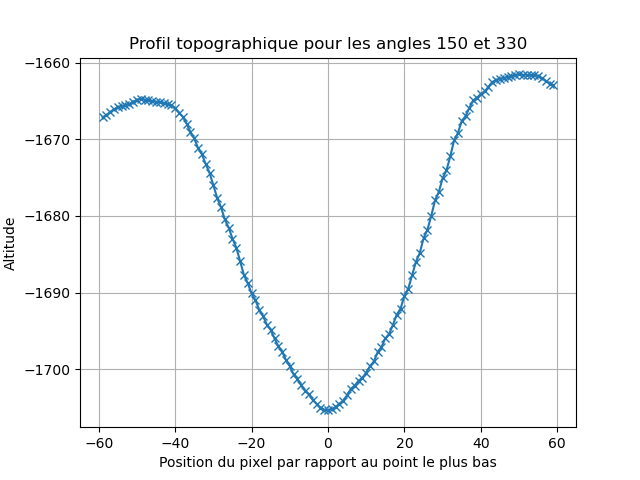 Profil topographique pour les angles 150 et 330
Altitude
−1660
−1670
−1680
−1690
−1700
−60 −40 −20 0 20 40 60
Position du pixel par rapport au point le plus bas